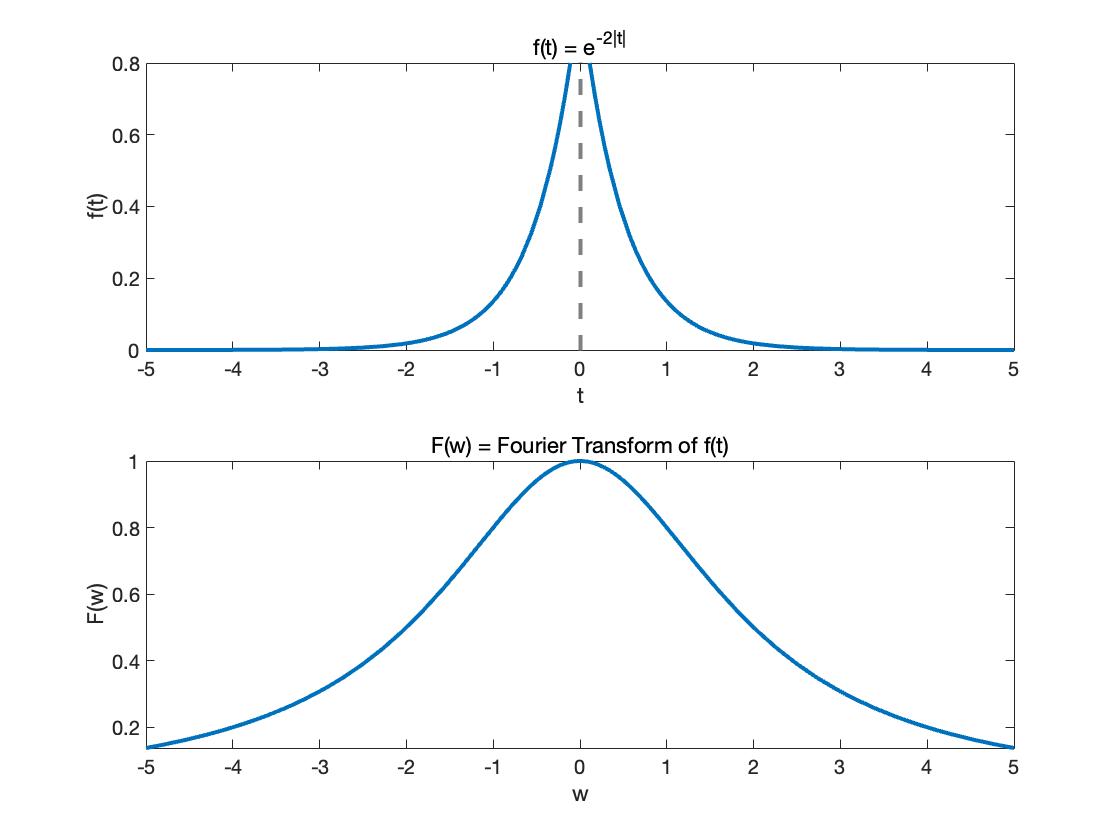 f(t) = e^-2|t|
0.8
0.6
0.4
0.2
0
f(t)
-5 -4 -3 -2 -1 0 1 2 3 4 5
t
F(w) = Fourier Transform of f(t)
1
0.8
0.6
0.4
0.2
F(w)
-5 -4 -3 -2 -1 0 1 2 3 4 5
w